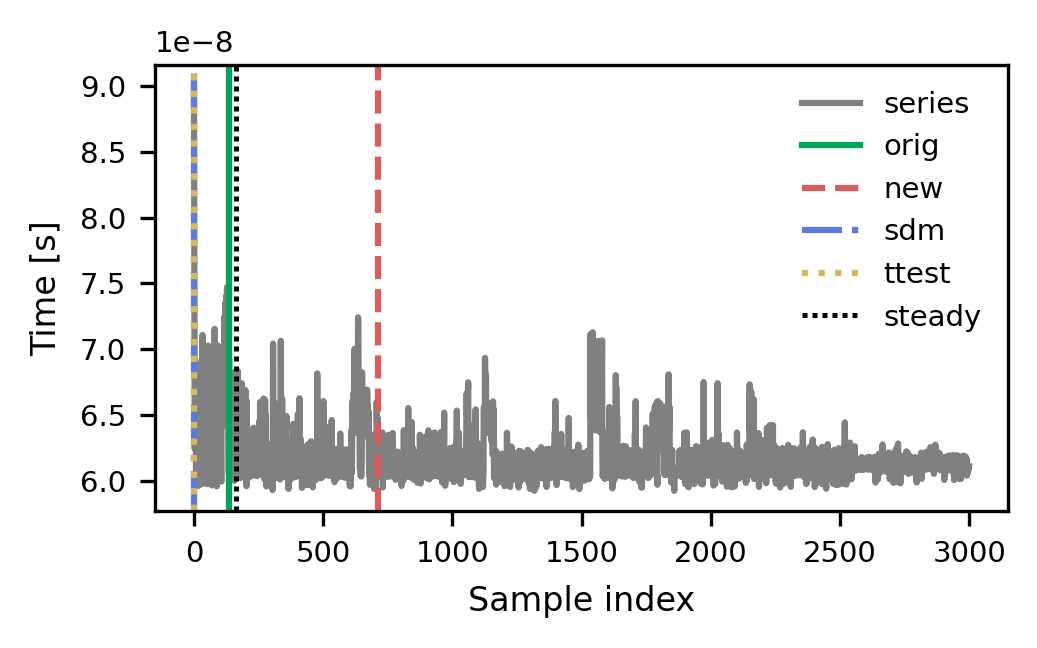 1e−8
9.0
8.5
8.0
7.5
7.0
6.5
6.0
Time [s]
series
orig
new
sdm
ttest
steady
0 500 1000 1500 2000 2500 3000
Sample index